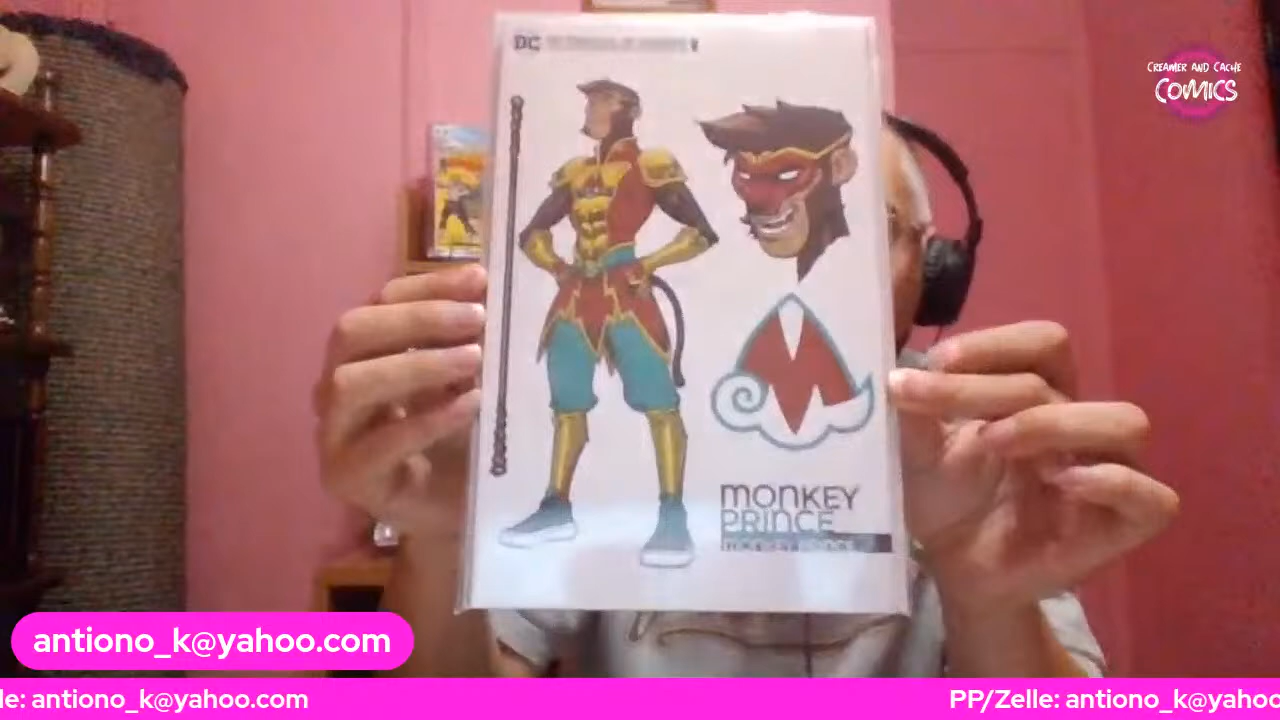 DC
CREAMER AND CACHE
COMICS
MONKEY
PRINCE
antiono_k@yahoo.com
le: antiono_k@yahoo.com
PP/Zelle: antiono_k@yahoo